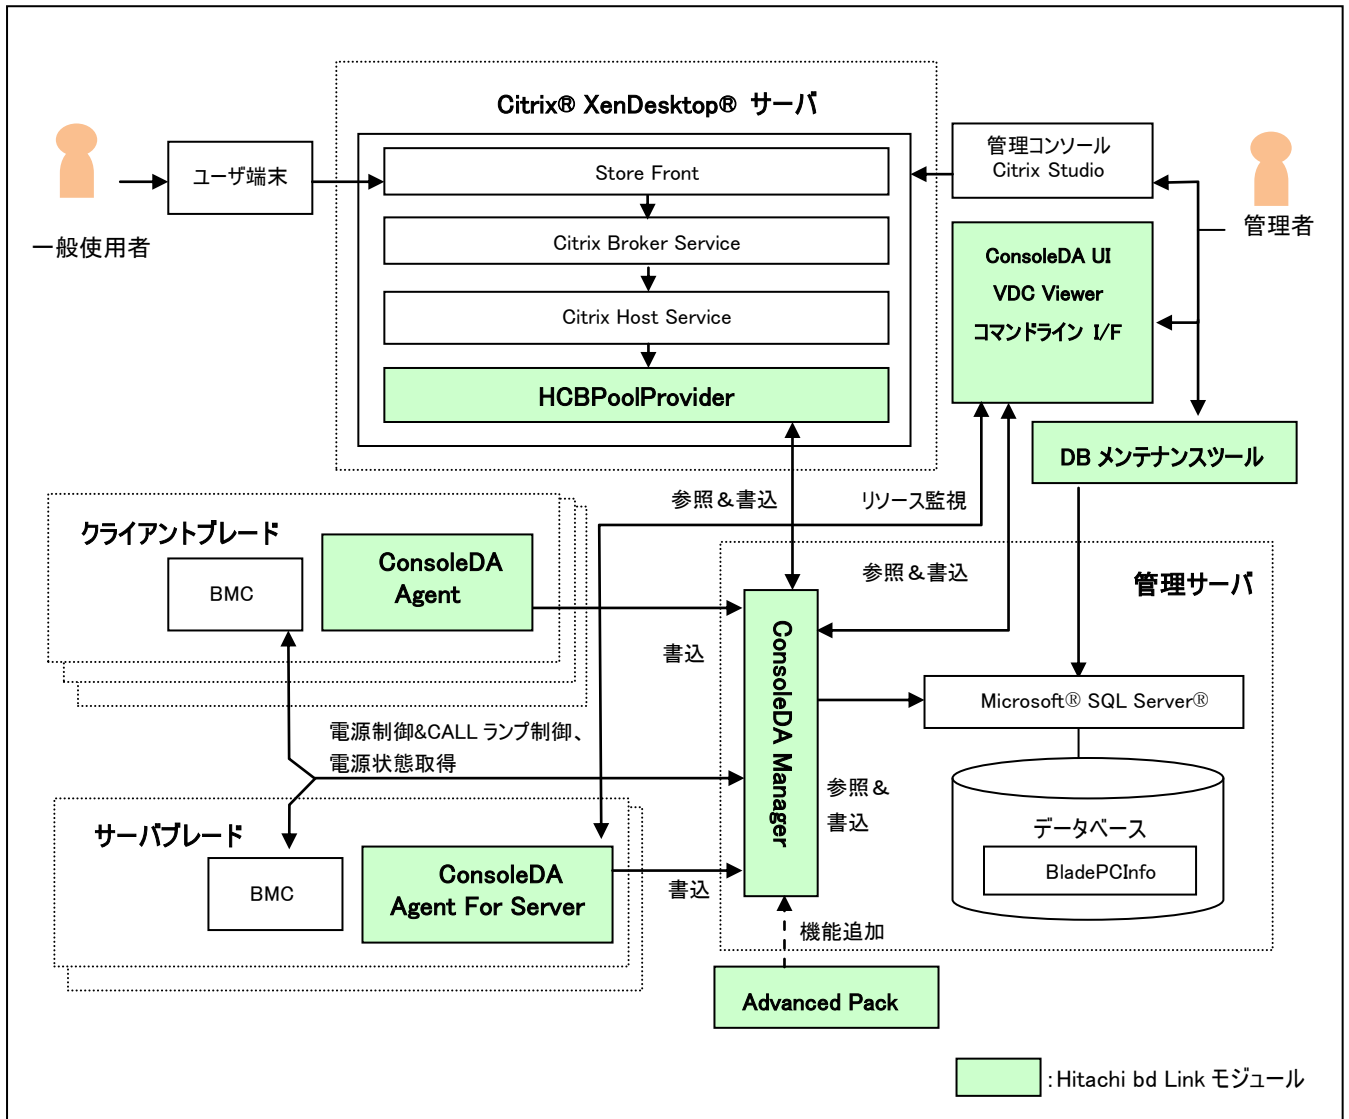 Citrix® XenDesktop® サーバ
Store Front
Citrix Broker Service
Citrix Host Service
HCBPoolProvider
一般使用者
ユーザ端末
管理コンソール
Citrix Studio
管理者
ConsoleDA UI
VDC Viewer
コマンドライン I/F
DB メンテナンスツール
参照＆書込
リソース監視
クライアントブレード
BMC
ConsoleDA
Agent
書込
参照＆書込
管理サーバ
ConsoleDA Manager
Microsoft® SQL Server®
電源制御&CALL ランプ制御、
電源状態取得
参照＆
書込
データベース
BladePCInfo
サーバブレード
BMC
ConsoleDA
Agent For Server
書込
機能追加
Advanced Pack
：Hitachi bd Link モジュール